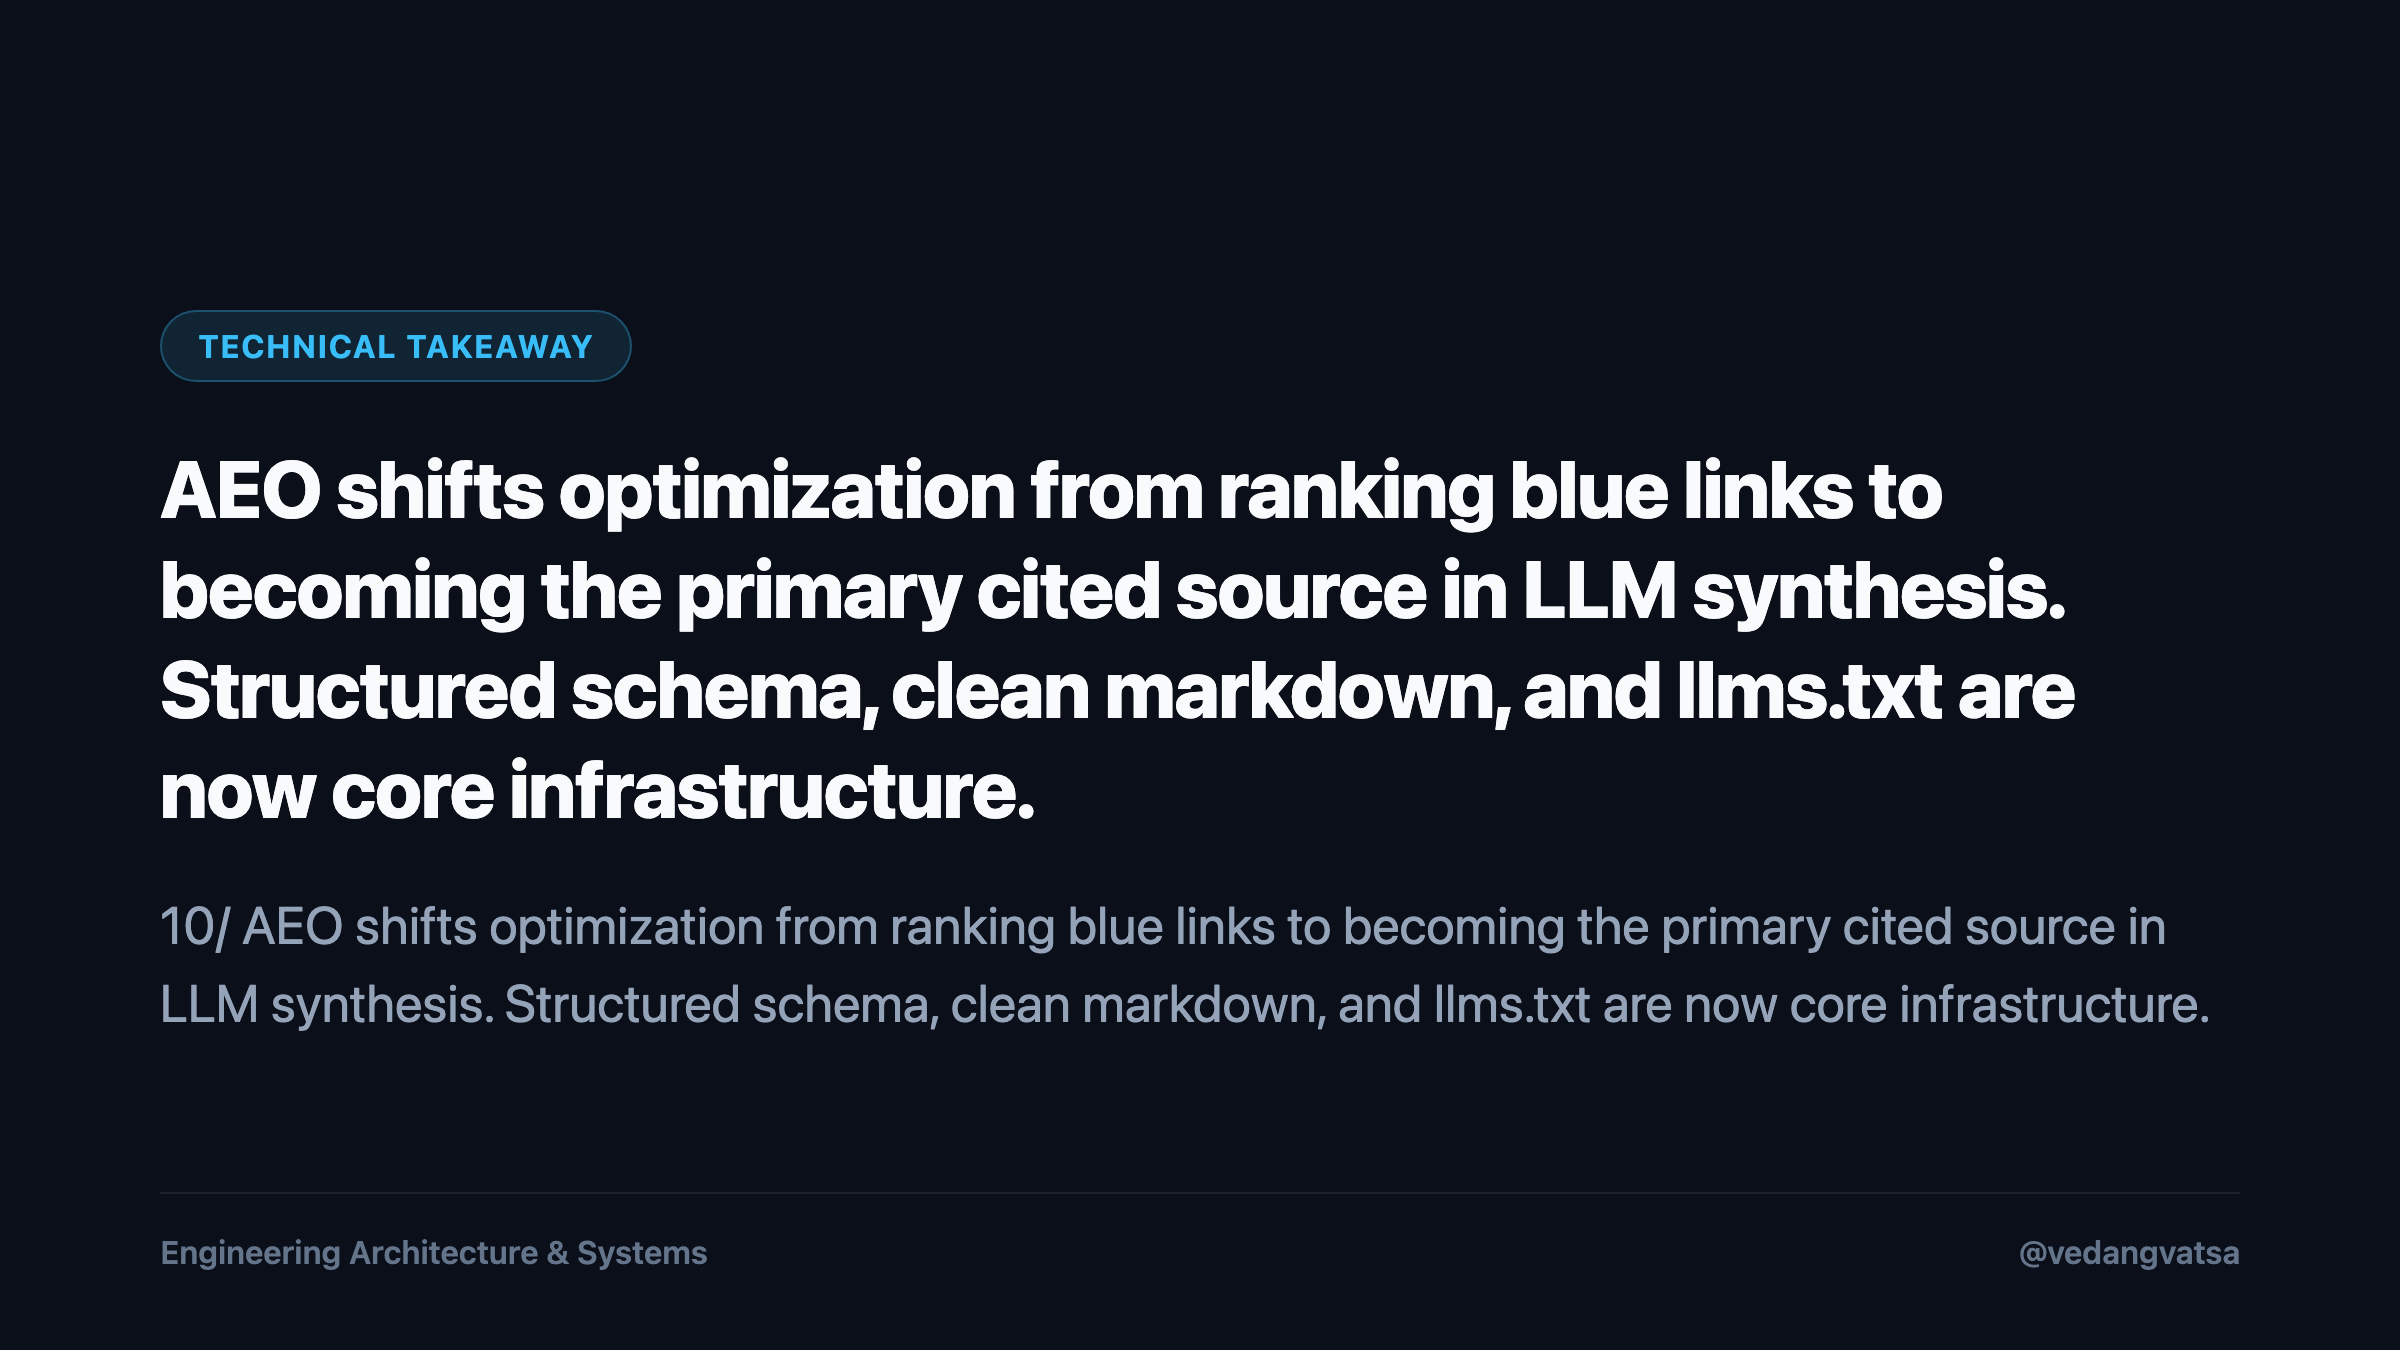 TECHNICAL TAKEAWAY
AEO shifts optimization from ranking blue links to
becoming the primary cited source in LLM synthesis.
Structured schema, clean markdown, and llms.txt are
now core infrastructure.
10/ AEO shifts optimization from ranking blue links to becoming the primary cited source in
LLM synthesis. Structured schema, clean markdown, and llms.txt are now core infrastructure.
Engineering Architecture & Systems
@vedangvatsa